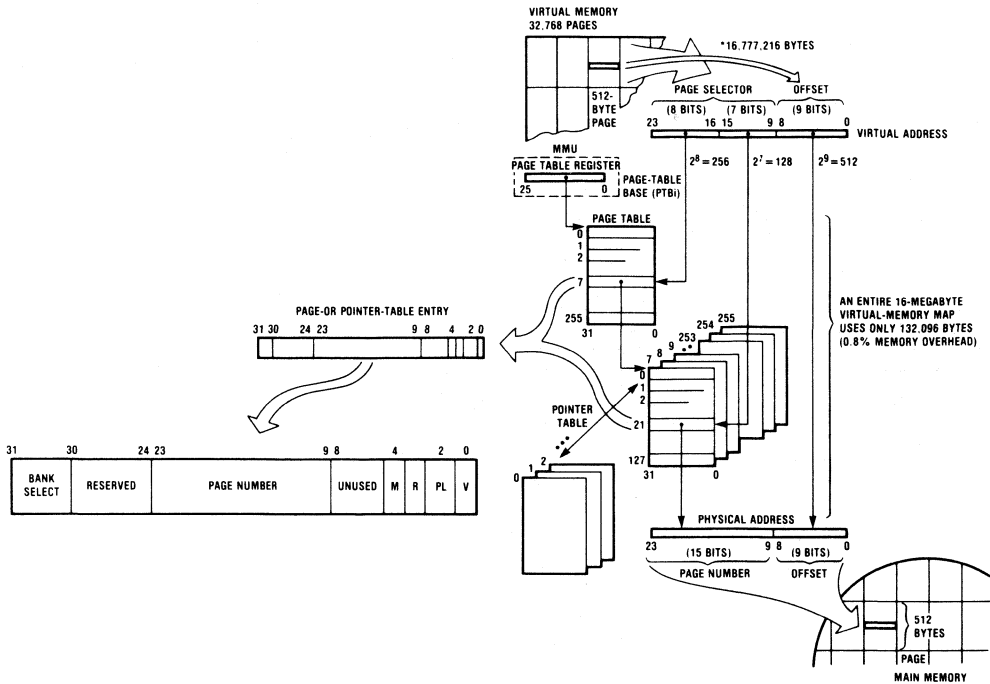 VIRTUAL MEMORY
32,768 PAGES
*16,777,216 BYTES
512-
BYTE
PAGE
PAGE SELECTOR
OFFSET
(8 BITS)
(7 BITS)
(9 BITS)
23
16
15
9
8
0
VIRTUAL ADDRESS
2⁸ = 256
2⁷ = 128
2⁹ = 512
MMU
PAGE TABLE REGISTER
25
0
PAGE-TABLE
BASE (PTBi)
PAGE TABLE
0
1
2
7
255
31
0
PAGE-OR POINTER-TABLE ENTRY
31 30
24 23
9 8
4
2 0
AN ENTIRE 16-MEGABYTE
VIRTUAL-MEMORY MAP
USES ONLY 132,096 BYTES
(0.8% MEMORY OVERHEAD)
7
8
9
253
254
255
0
1
2
21
127
31
0
POINTER
TABLE
0
1
2
31
30
24
23
9
8
4
2
0
BANK
SELECT
RESERVED
PAGE NUMBER
UNUSED
M
R
PL
V
PHYSICAL ADDRESS
23
(15 BITS)
9
8
(9 BITS)
0
PAGE NUMBER
OFFSET
512
BYTES
PAGE
MAIN MEMORY